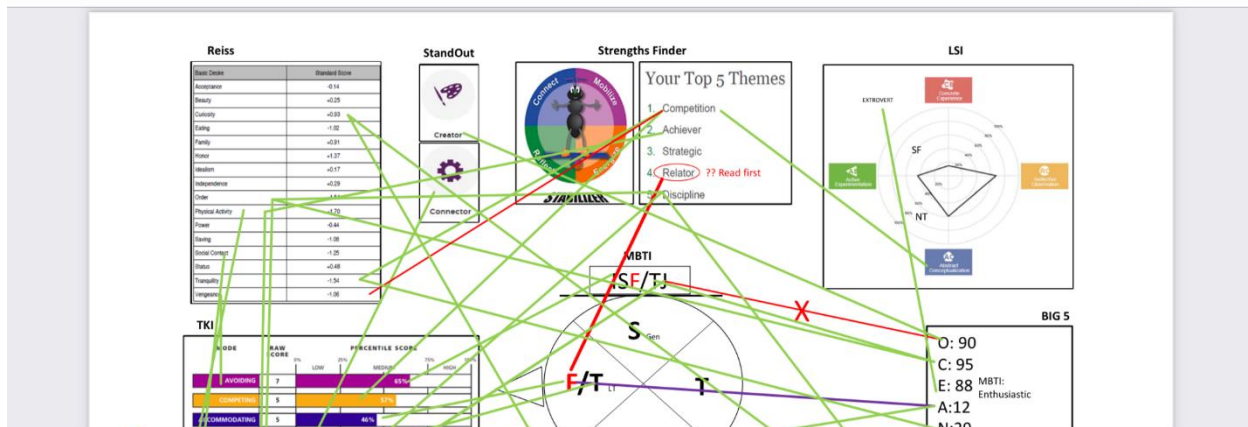 Reiss
StandOut
Strengths Finder
LSI
Basic Desire Standard Score
Acceptance -0.14
Beauty +0.25
Curiosity +0.93
Eating -1.02
Family +0.91
Honor +1.37
Idealism +0.17
Independence +0.29
Order
Physical Activity -1.70
Power -0.44
Saving -1.08
Social Contact -1.25
Status +0.48
Tranquility -1.54
Vengeance -1.06
Creator
Connector
Connect
Mobilize
STABILIZER
Your Top 5 Themes
1. Competition
2. Achiever
3. Strategic
4. Relator ?? Read first
5. Discipline
EXTROVERT
Concrete
Experience
SF
Active
Experimentation
Reflective
Observation
NT
Abstract
Conceptualization
MBTI
ISF/TJ
X
S Gen
F/T LT
T
TKI
MODE RAW SCORE PERCENTILE SCORE
0% 25% 75% 100%
LOW MEDIUM HIGH
AVOIDING 7 65%
COMPETING 5 57%
ACCOMMODATING 5 46%
BIG 5
O: 90
C: 95
E: 88 MBTI: Enthusiastic
A:12